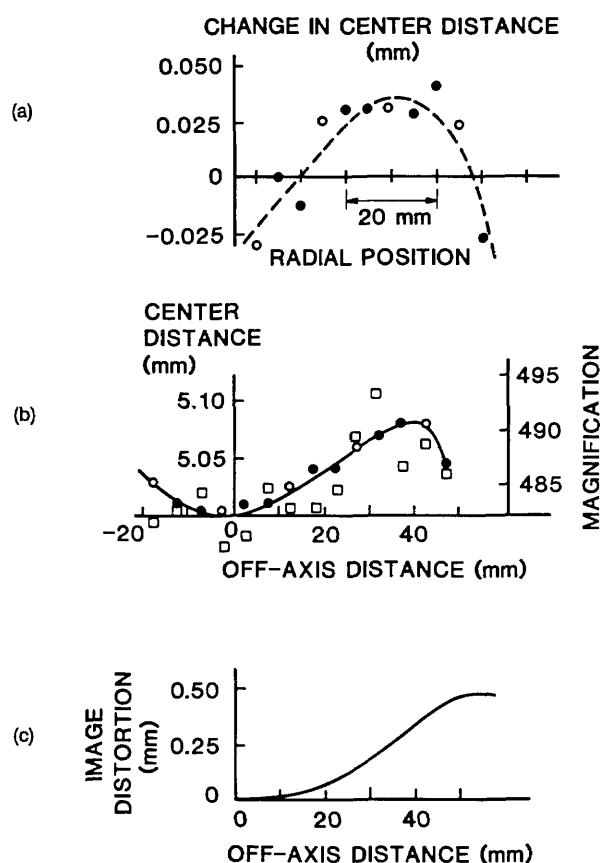 CHANGE IN CENTER DISTANCE
(mm)
(a)
0.050
0.025
0
-0.025
20 mm
RADIAL POSITION
CENTER
DISTANCE
(mm)
(b)
5.10
5.05
-20
0
20
40
OFF-AXIS DISTANCE (mm)
495
490
485
MAGNIFICATION
(c)
IMAGE
DISTORTION
(mm)
0.50
0.25
0
0
20
40
OFF-AXIS DISTANCE (mm)